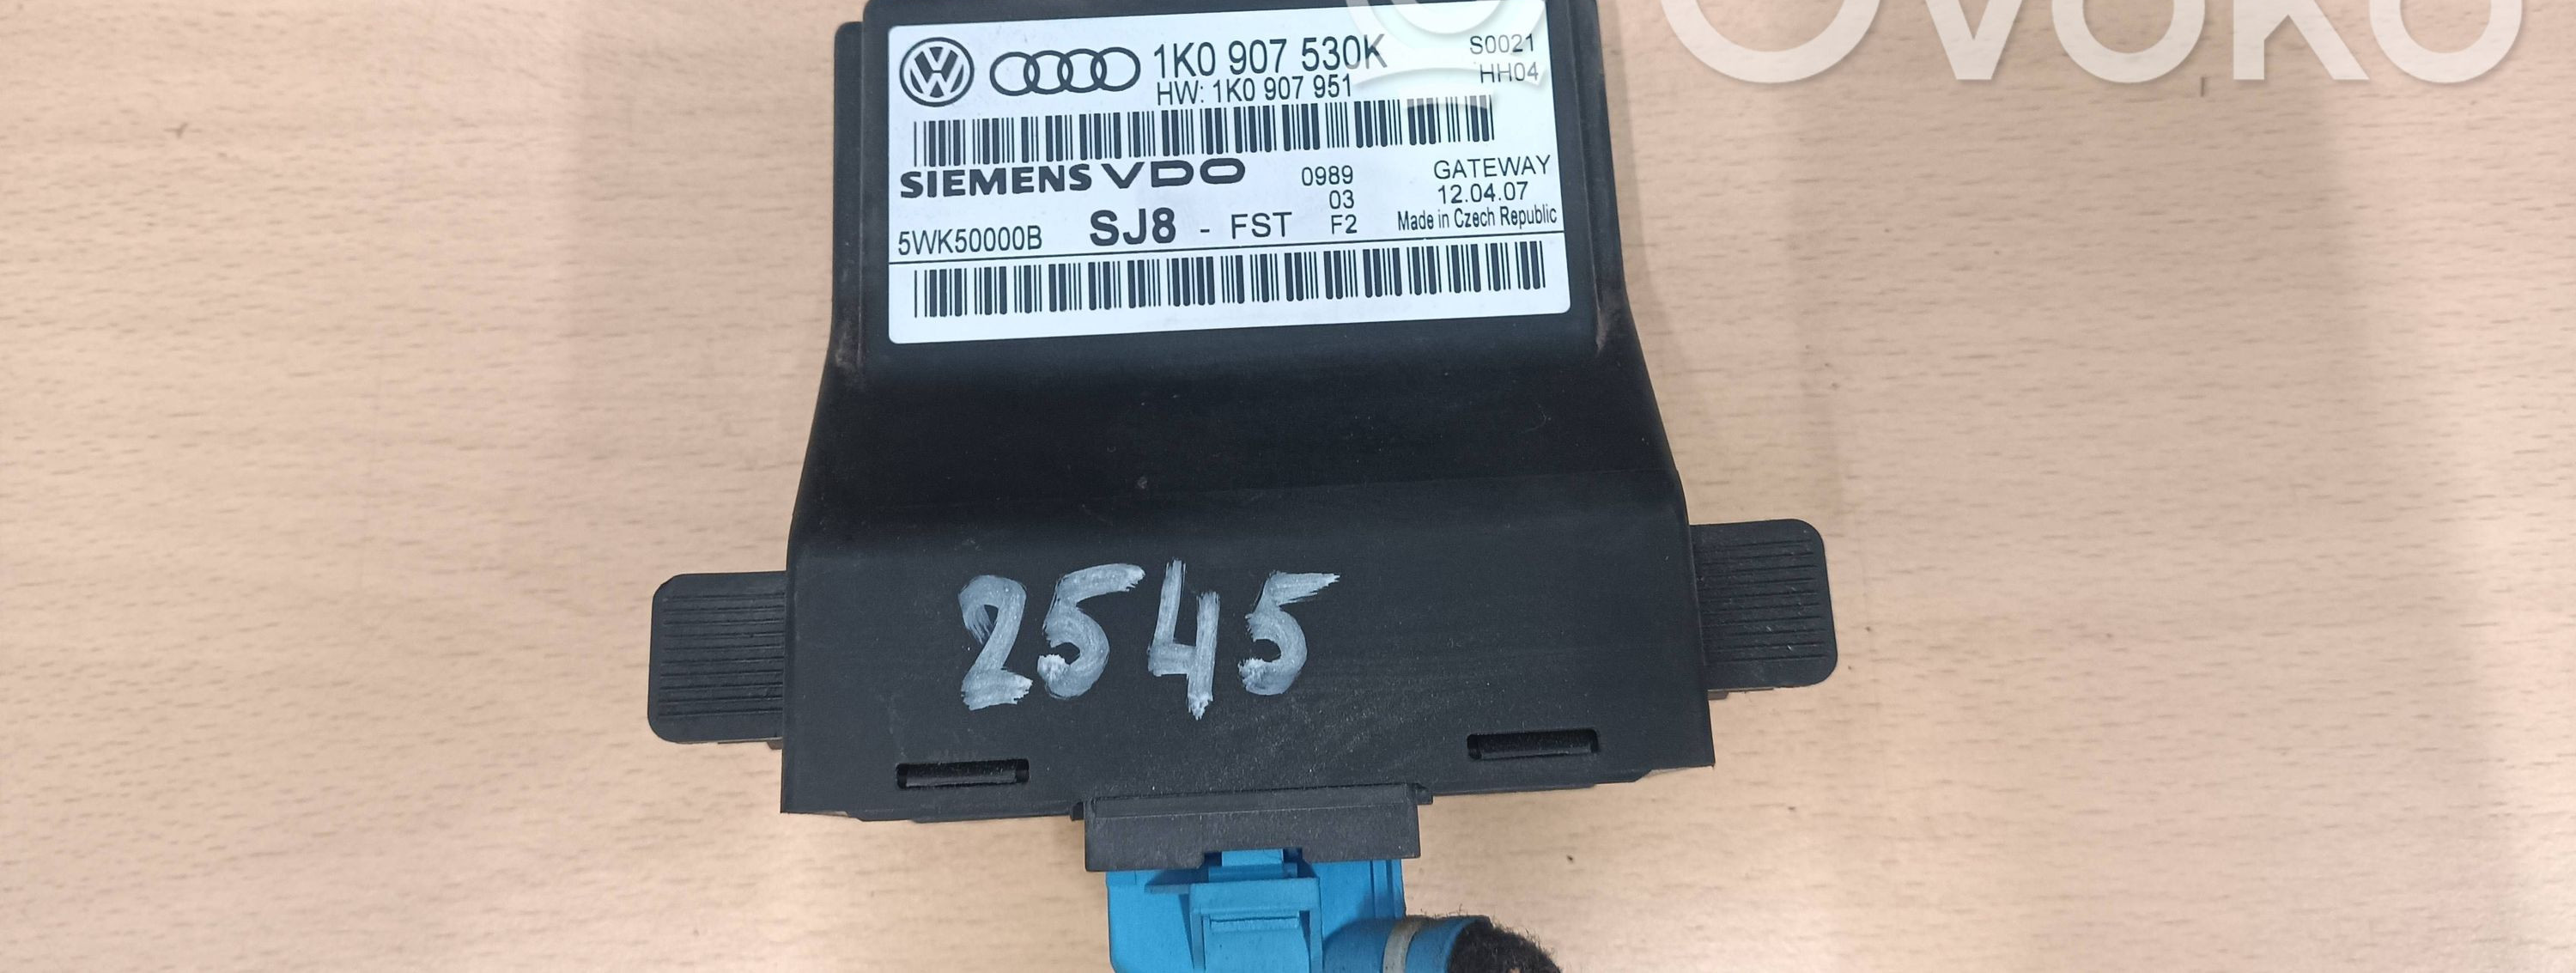 OVOKO
1K0 907 530K
S0021
HW: 1K0 907 951
HH04
SIEMENS VDO
0989
GATEWAY
03
12.04.07
5WK50000B SJ8 - FST F2
Made in Czech Republic
2545